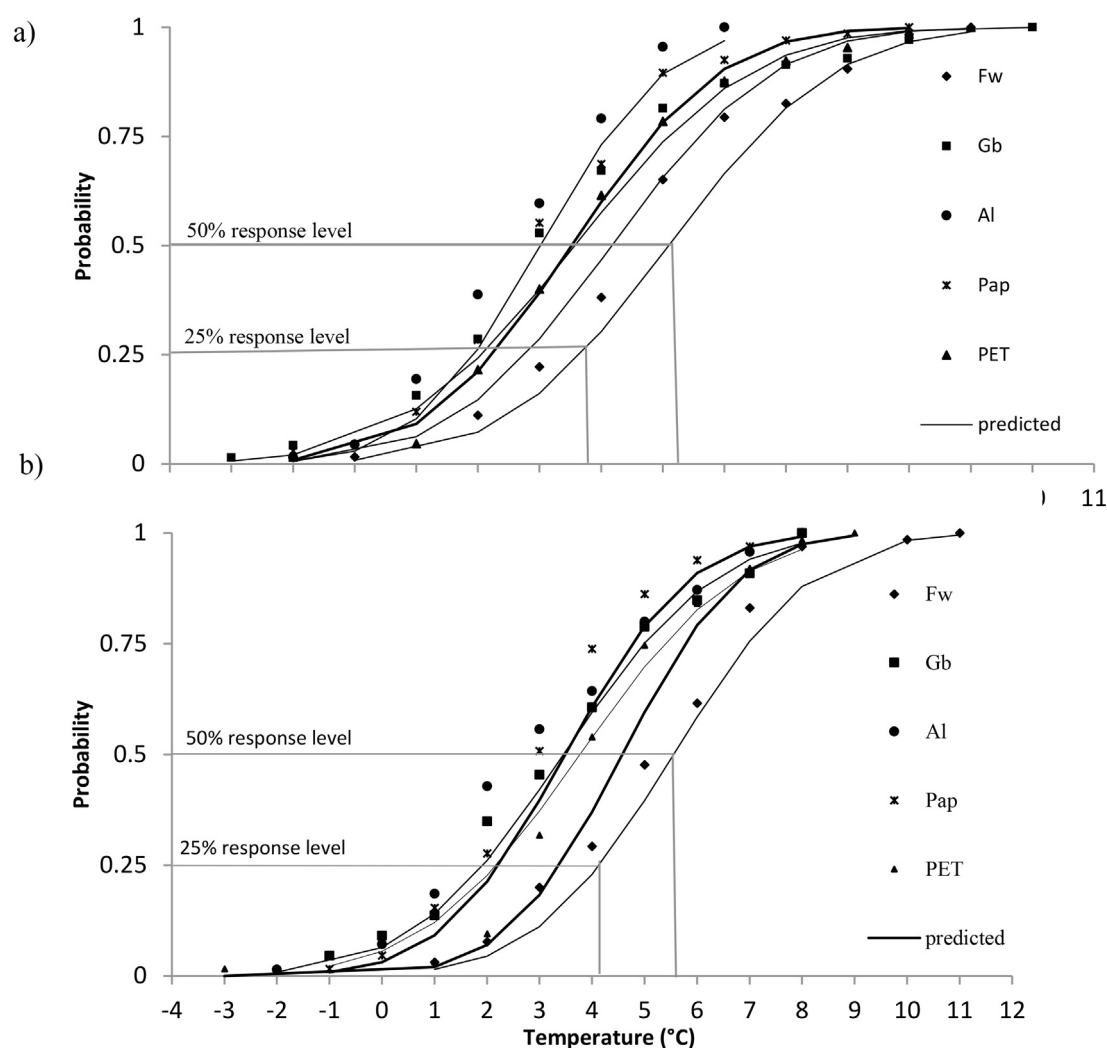 a)
1
0.75
0.5
0.25
0
Probability
50% response level
25% response level
Fw
Gb
Al
Pap
PET
predicted
11
b)
1
0.75
0.5
0.25
0
Probability
50% response level
25% response level
Fw
Gb
Al
Pap
PET
predicted
-4 -3 -2 -1 0 1 2 3 4 5 6 7 8 9 10 11 12
Temperature (°C)